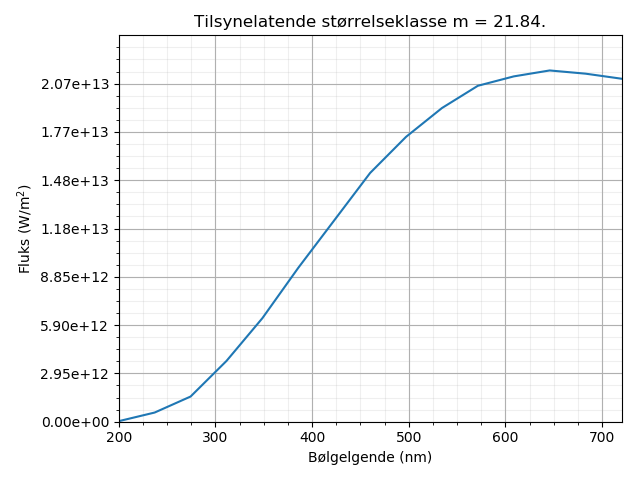 Tilsynelatende størrelseklasse m = 21.84.
2.07e+13
1.77e+13
1.48e+13
1.18e+13
8.85e+12
5.90e+12
2.95e+12
0.00e+00
Fluks (W/m²)
200 300 400 500 600 700
Bølgelgende (nm)